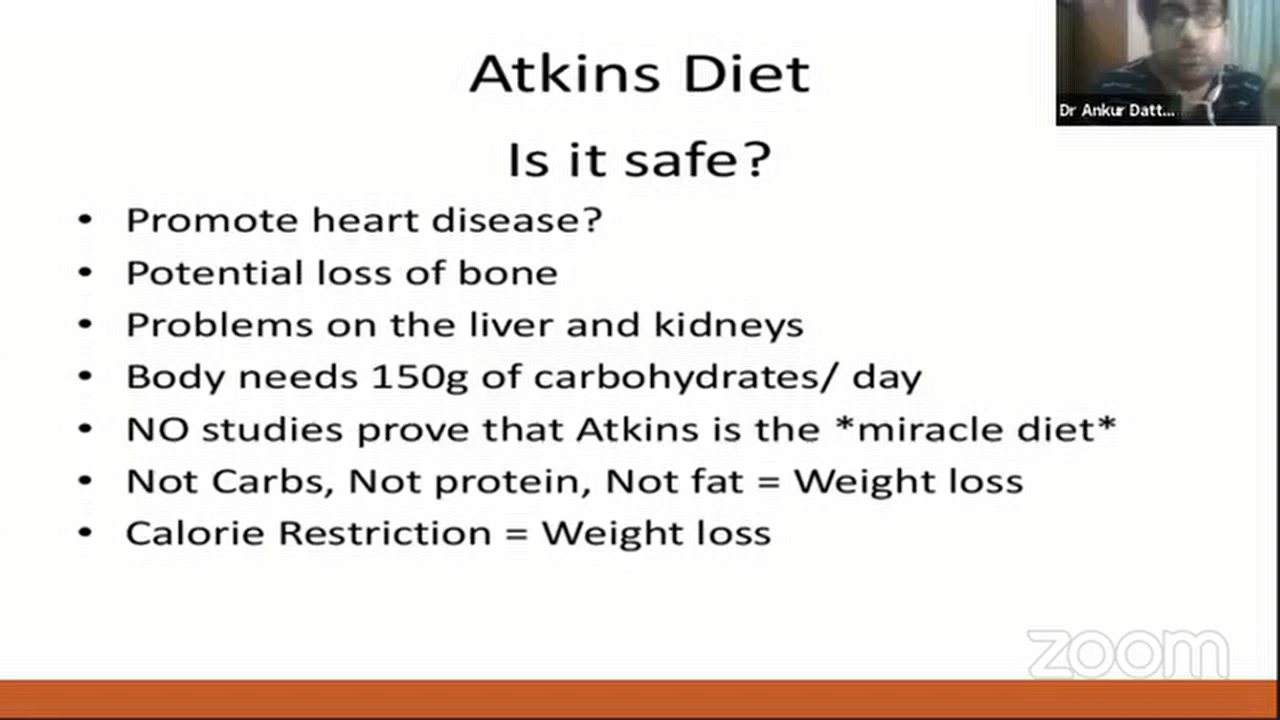 Atkins Diet
Is it safe?
• Promote heart disease?
• Potential loss of bone
• Problems on the liver and kidneys
• Body needs 150g of carbohydrates/ day
• NO studies prove that Atkins is the *miracle diet*
• Not Carbs, Not protein, Not fat = Weight loss
• Calorie Restriction = Weight loss
Dr Ankur Datt...
zoom